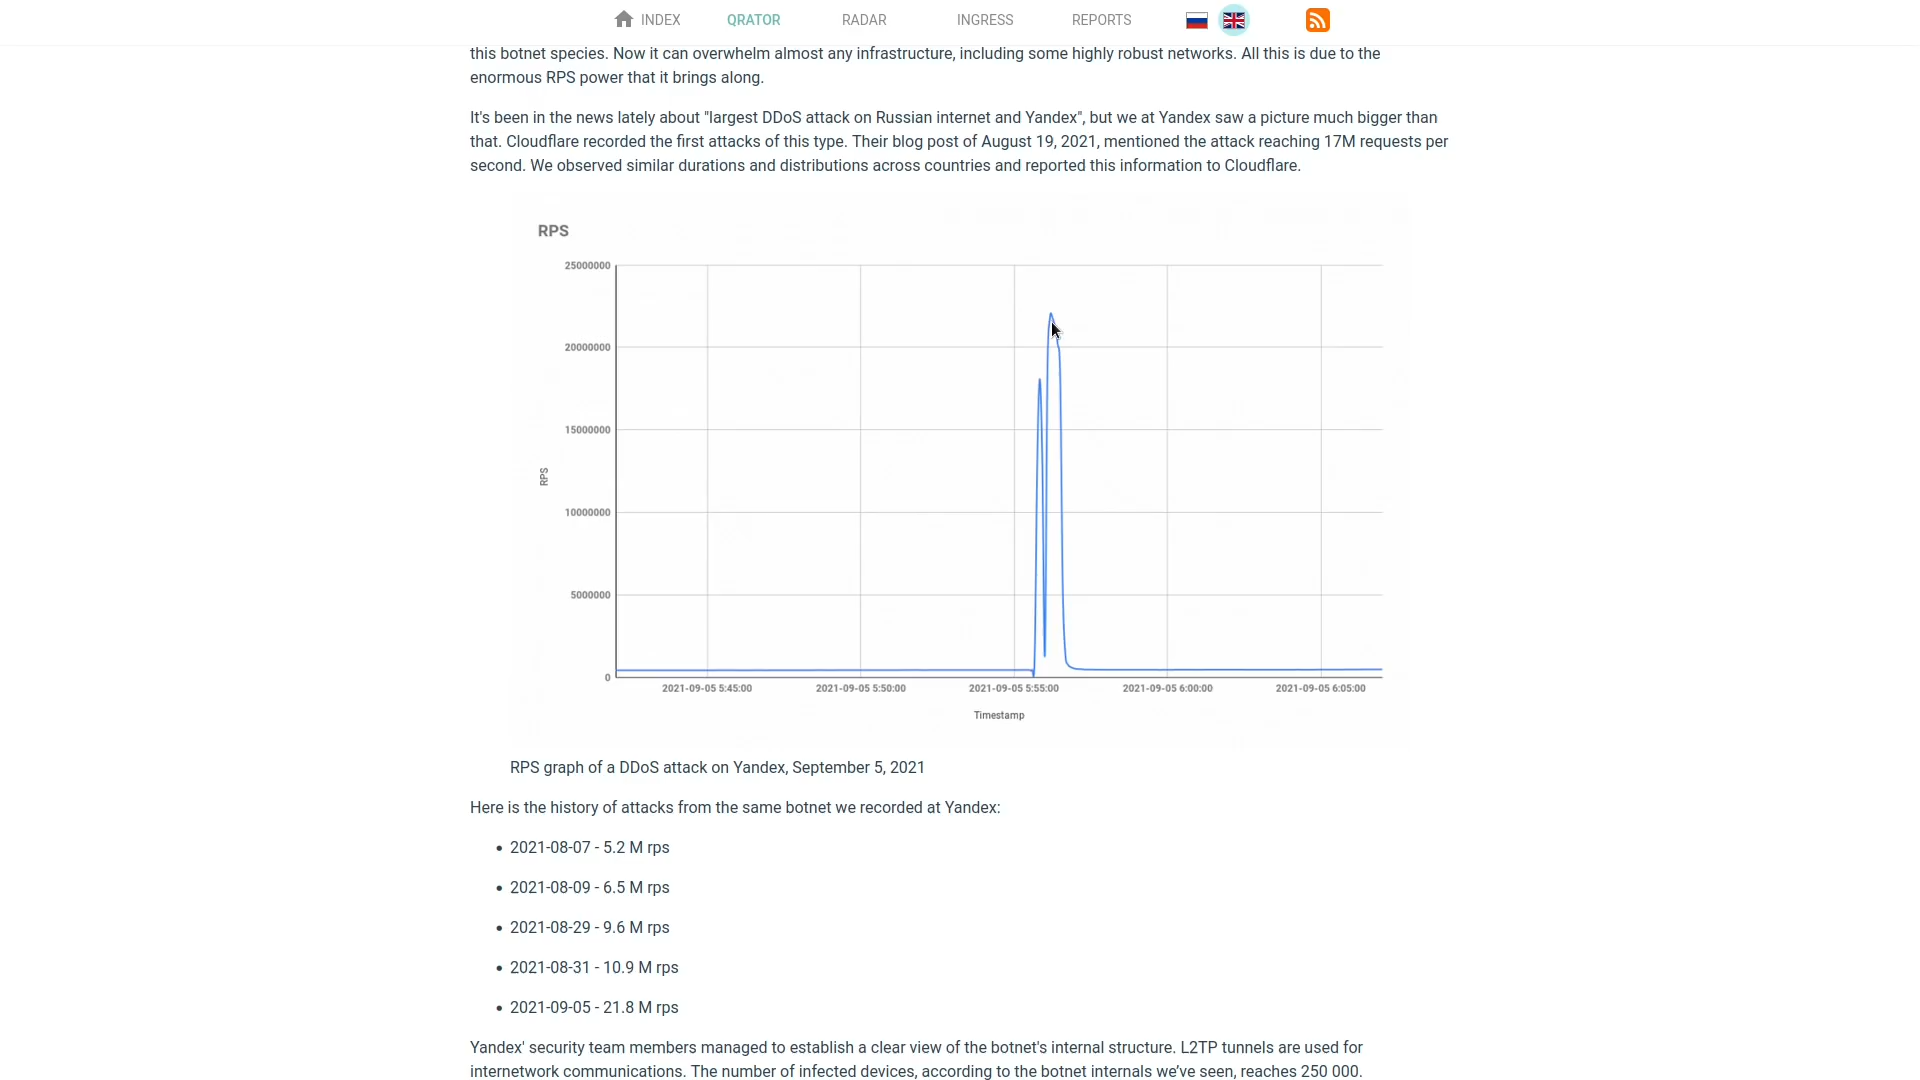 INDEX QRATOR RADAR INGRESS REPORTS
this botnet species. Now it can overwhelm almost any infrastructure, including some highly robust networks. All this is due to the
enormous RPS power that it brings along.
It's been in the news lately about "largest DDoS attack on Russian internet and Yandex", but we at Yandex saw a picture much bigger than
that. Cloudflare recorded the first attacks of this type. Their blog post of August 19, 2021, mentioned the attack reaching 17M requests per
second. We observed similar durations and distributions across countries and reported this information to Cloudflare.
RPS
25000000
20000000
15000000
RPS
10000000
5000000
0
2021-09-05 5:45:00 2021-09-05 5:50:00 2021-09-05 5:55:00 2021-09-05 6:00:00 2021-09-05 6:05:00
Timestamp
RPS graph of a DDoS attack on Yandex, September 5, 2021
Here is the history of attacks from the same botnet we recorded at Yandex:
• 2021-08-07 - 5.2 M rps
• 2021-08-09 - 6.5 M rps
• 2021-08-29 - 9.6 M rps
• 2021-08-31 - 10.9 M rps
• 2021-09-05 - 21.8 M rps
Yandex' security team members managed to establish a clear view of the botnet's internal structure. L2TP tunnels are used for
internetwork communications. The number of infected devices, according to the botnet internals we've seen, reaches 250 000.